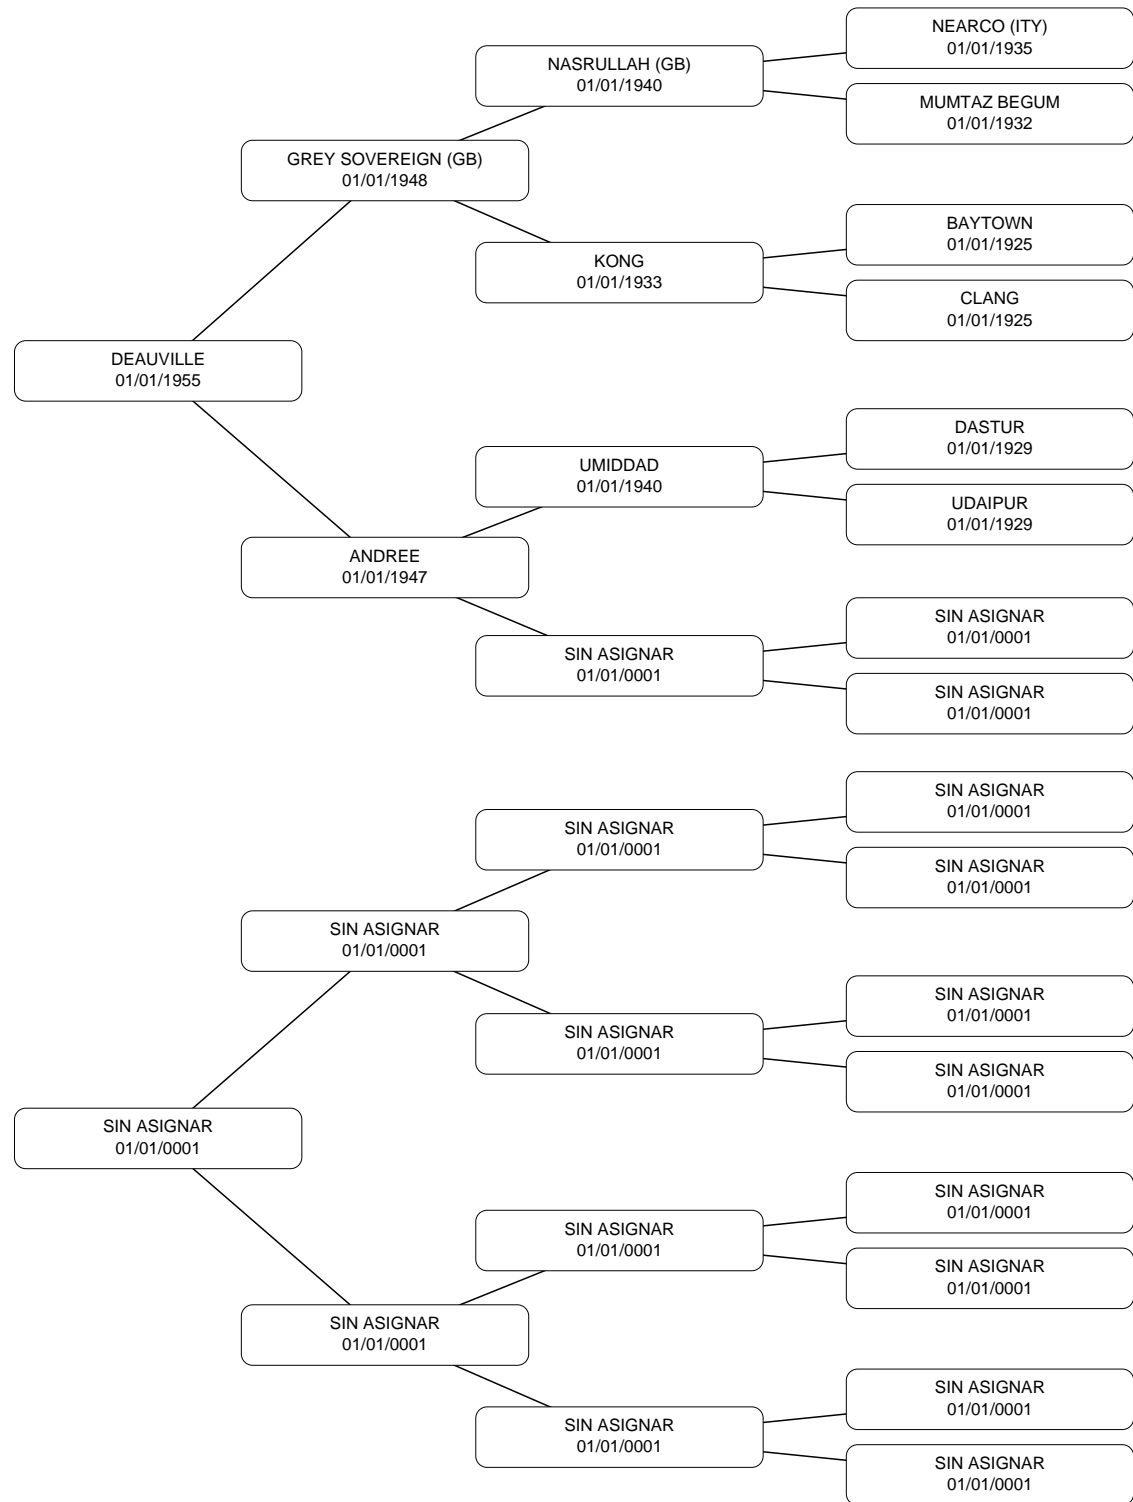 NEARCO (ITY)
01/01/1935
NASRULLAH (GB)
01/01/1940
MUMTAZ BEGUM
01/01/1932
GREY SOVEREIGN (GB)
01/01/1948
BAYTOWN
01/01/1925
KONG
01/01/1933
CLANG
01/01/1925
DEAUVILLE
01/01/1955
DASTUR
01/01/1929
UMIDDAD
01/01/1940
UDAIPUR
01/01/1929
ANDREE
01/01/1947
SIN ASIGNAR
01/01/0001
SIN ASIGNAR
01/01/0001
SIN ASIGNAR
01/01/0001
SIN ASIGNAR
01/01/0001
SIN ASIGNAR
01/01/0001
SIN ASIGNAR
01/01/0001
SIN ASIGNAR
01/01/0001
SIN ASIGNAR
01/01/0001
SIN ASIGNAR
01/01/0001
SIN ASIGNAR
01/01/0001
SIN ASIGNAR
01/01/0001
SIN ASIGNAR
01/01/0001
SIN ASIGNAR
01/01/0001
SIN ASIGNAR
01/01/0001
SIN ASIGNAR
01/01/0001
SIN ASIGNAR
01/01/0001
SIN ASIGNAR
01/01/0001
SIN ASIGNAR
01/01/0001